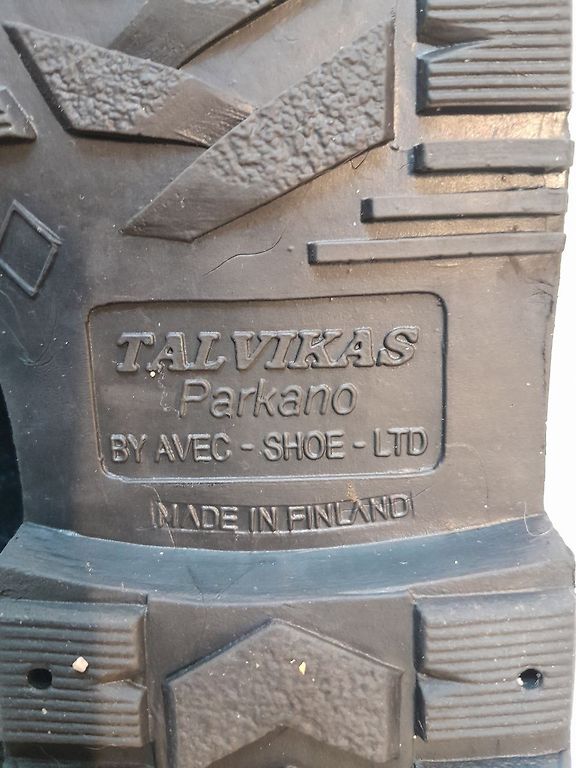 TALVIKAS
Parkano
BY AVEC - SHOE - LTD
MADE IN FINLAND